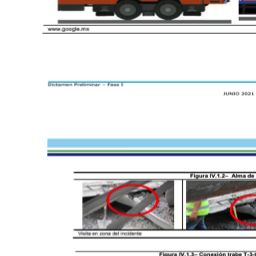 www.google.mx
Dictamen Preliminar - Fase I
JUNIO 2021
Figura IV.1.2– Alma de
Visita en zona del incidente
Figura IV.1.3– Conexión trabe T-3-